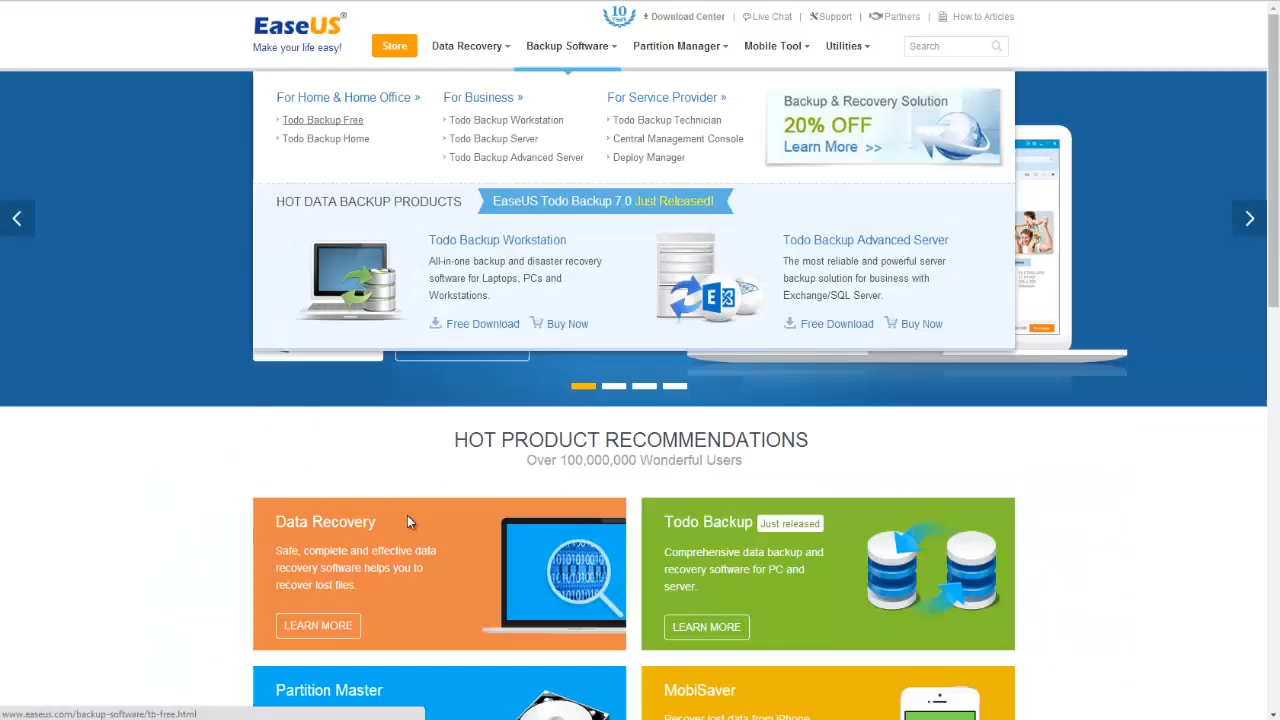 EaseUS®
Make your life easy!
10 Years
Download Center | Live Chat | Support | Partners | How to Articles
Store
Data Recovery
Backup Software
Partition Manager
Mobile Tool
Utilities
Search
For Home & Home Office »
Todo Backup Free
Todo Backup Home
For Business »
Todo Backup Workstation
Todo Backup Server
Todo Backup Advanced Server
For Service Provider »
Todo Backup Technician
Central Management Console
Deploy Manager
Backup & Recovery Solution
20% OFF
Learn More >>
HOT DATA BACKUP PRODUCTS
EaseUS Todo Backup 7.0 Just Released!
Todo Backup Workstation
All-in-one backup and disaster recovery
software for Laptops, PCs and
Workstations.
Free Download
Buy Now
Todo Backup Advanced Server
The most reliable and powerful server
backup solution for business with
Exchange/SQL Server.
Free Download
Buy Now
HOT PRODUCT RECOMMENDATIONS
Over 100,000,000 Wonderful Users
Data Recovery
Safe, complete and effective data
recovery software helps you to
recover lost files.
LEARN MORE
Todo Backup Just released
Comprehensive data backup and
recovery software for PC and
server.
LEARN MORE
Partition Master
MobiSaver
Recover lost data from iPhone
www.easeus.com/backup-software/tb-free.html